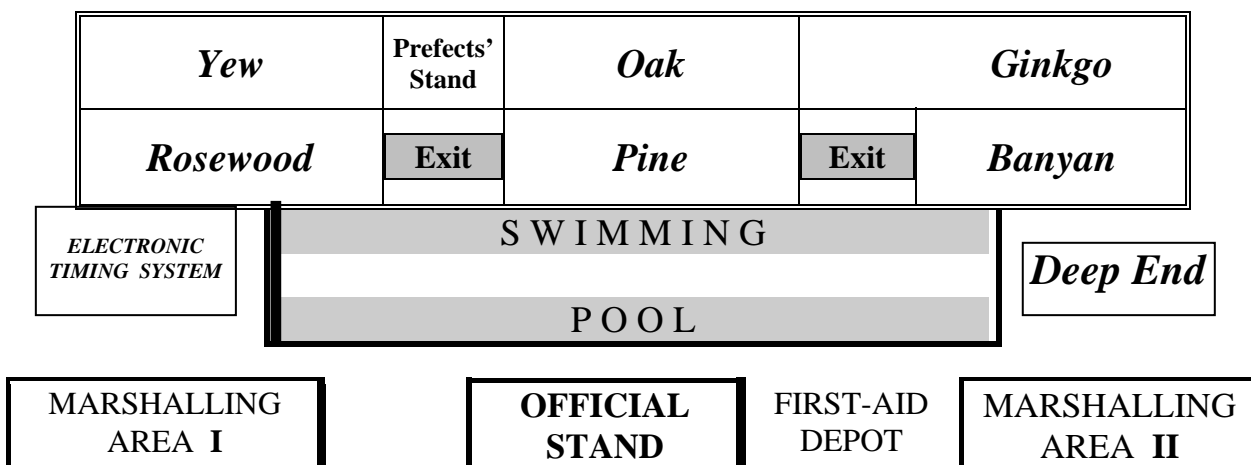 Yew
Prefects'
Stand
Oak
Ginkgo
Rosewood
Exit
Pine
Exit
Banyan
ELECTRONIC
TIMING SYSTEM
SWIMMING
POOL
Deep End
MARSHALLING
AREA I
OFFICIAL
STAND
FIRST-AID
DEPOT
MARSHALLING
AREA II